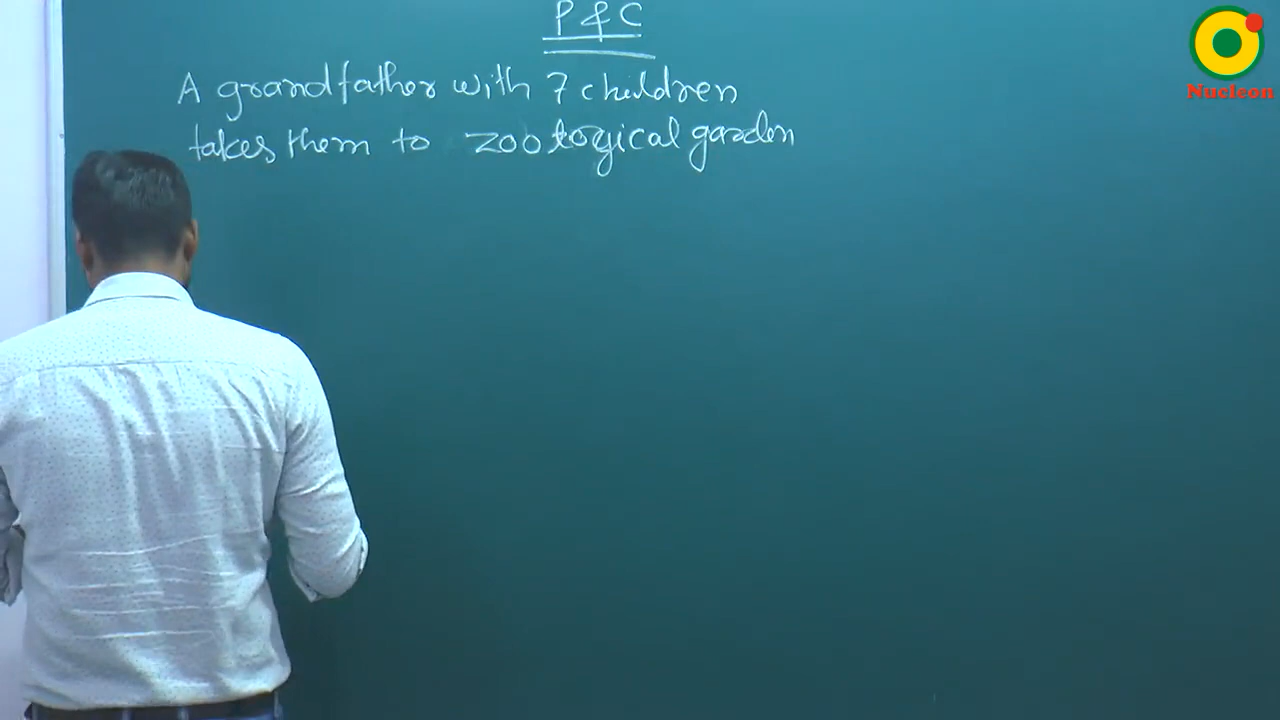 P & C
A grandfather with 7 children
takes them to zoological garden
Nucleon